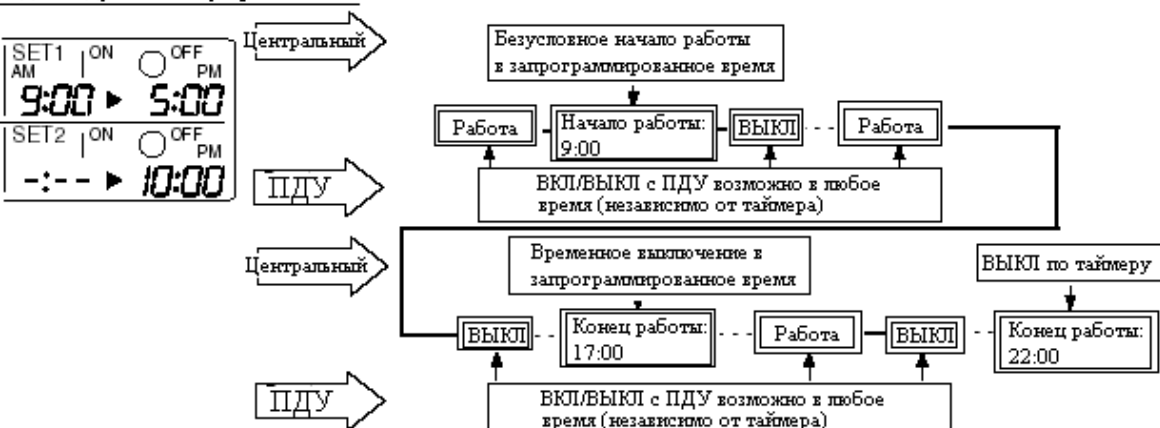 Центральный
Безусловное начало работы
в запрограммированное время
SET1 ON OFF
AM PM
9:00 ► 5:00
Работа
Начало работы:
9:00
ВЫКЛ
Работа
SET2 ON OFF
PM
-:-- ► 10:00
ПДУ
ВКЛ/ВЫКЛ с ПДУ возможно в любое
время (независимо от таймера)
Центральный
Временное выключение в
запрограммированное время
ВЫКЛ по таймеру
ВЫКЛ
Конец работы:
17:00
Работа
ВЫКЛ
Конец работы:
22:00
ПДУ
ВКЛ/ВЫКЛ с ПДУ возможно в любое
время (независимо от таймера)